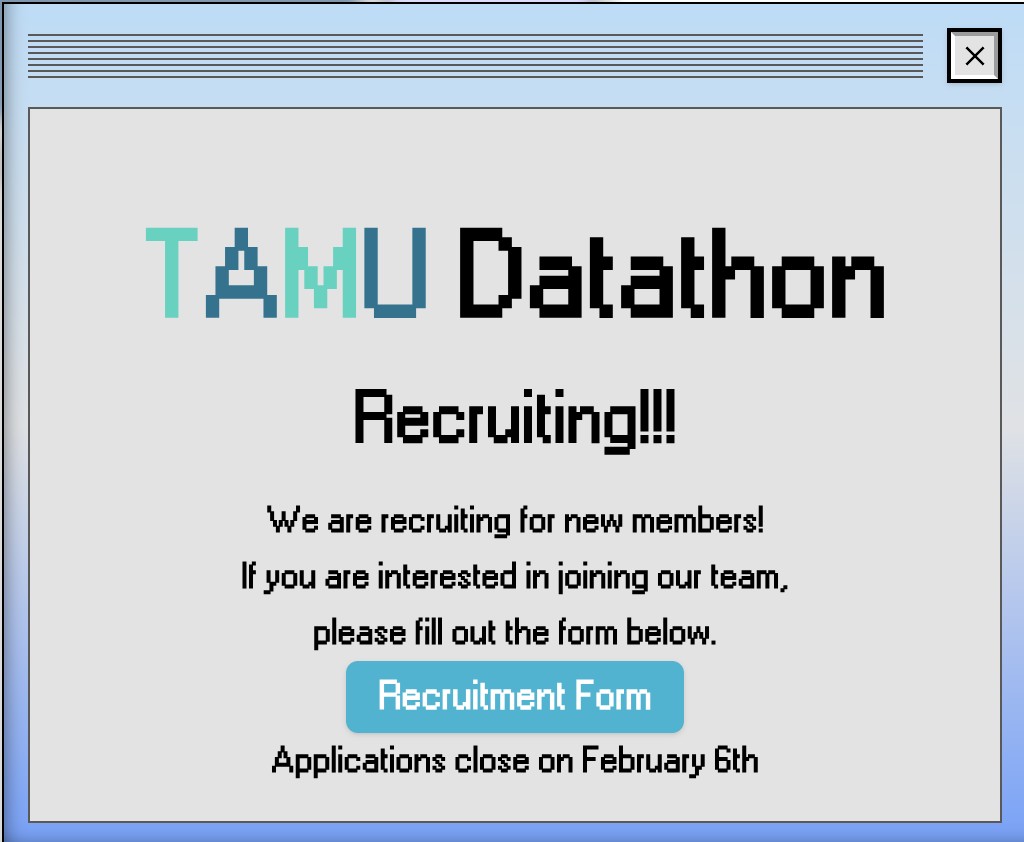 TAMU Datathon
Recruiting!!!
We are recruiting for new members!
If you are interested in joining our team,
please fill out the form below.
Recruitment Form
Applications close on February 6th